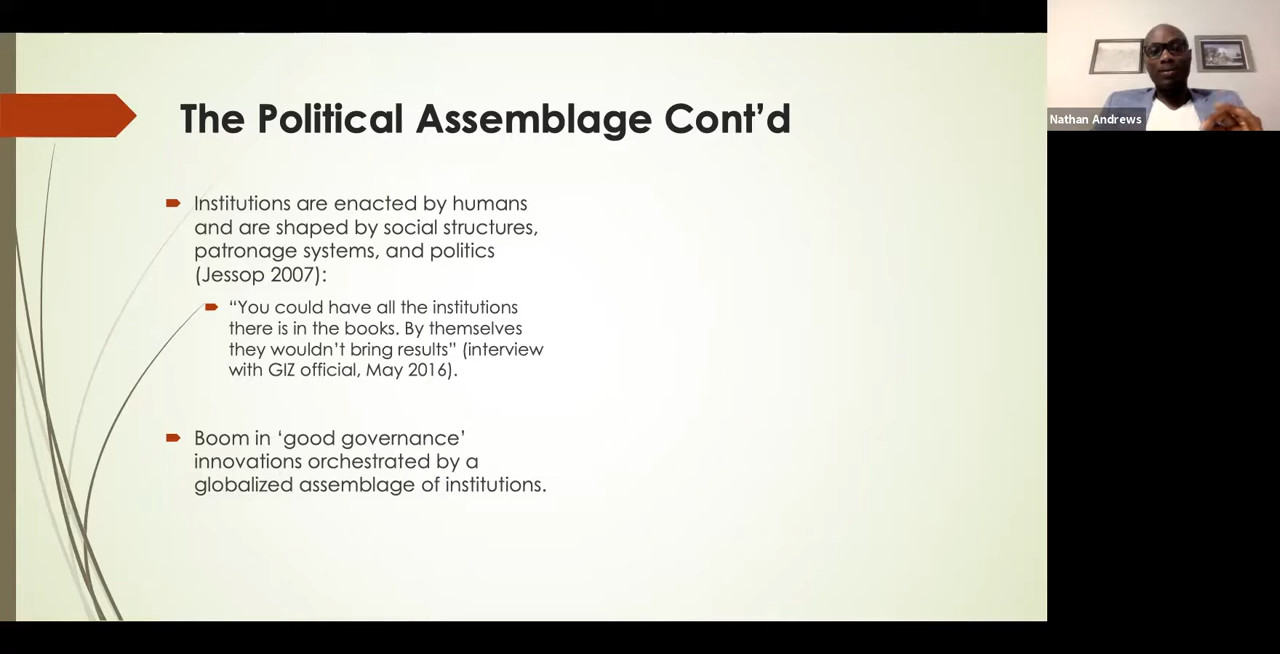 The Political Assemblage Cont’d
Institutions are enacted by humans
and are shaped by social structures,
patronage systems, and politics
(Jessop 2007):
“You could have all the institutions
there is in the books. By themselves
they wouldn’t bring results” (interview
with GIZ official, May 2016).
Boom in ‘good governance’
innovations orchestrated by a
globalized assemblage of institutions.
Nathan Andrews